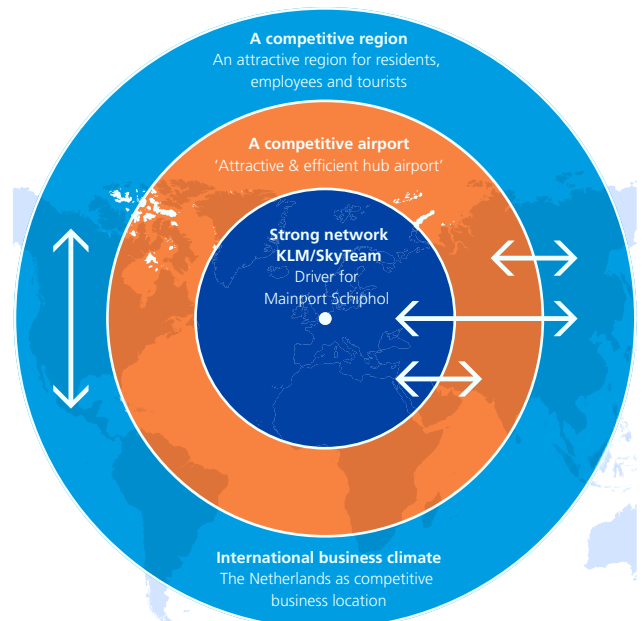 A competitive region
An attractive region for residents,
employees and tourists
A competitive airport
‘Attractive & efficient hub airport’
Strong network
KLM/SkyTeam
Driver for
Mainport Schiphol
International business climate
The Netherlands as competitive
business location